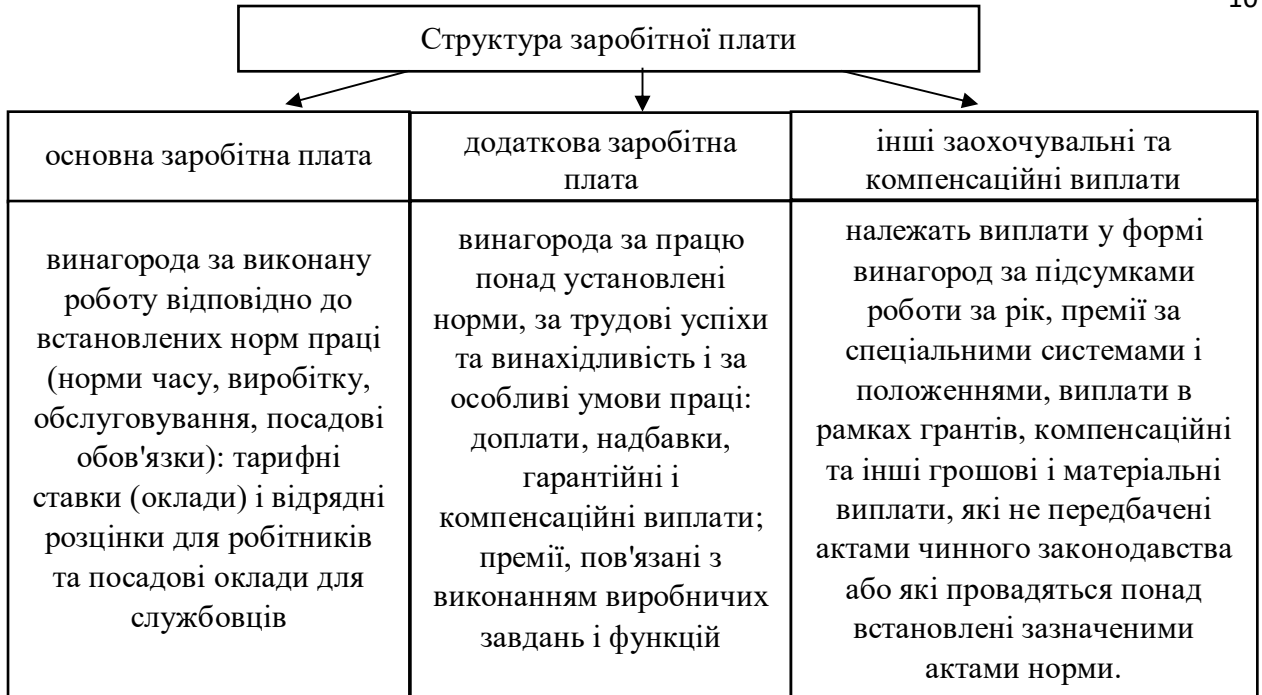 10
Структура заробітної плати
основна заробітна плата
додаткова заробітна
плата
інші заохочувальні та
компенсаційні виплати
винагорода за виконану
роботу відповідно до
встановлених норм праці
(норми часу, виробітку,
обслуговування, посадові
обов'язки): тарифні
ставки (оклади) і відрядні
розцінки для робітників
та посадові оклади для
службовців
винагорода за працю
понад установлені
норми, за трудові успіхи
та винахідливість і за
особливі умови праці:
доплати, надбавки,
гарантійні і
компенсаційні виплати;
премії, пов'язані з
виконанням виробничих
завдань і функцій
належать виплати у формі
винагород за підсумками
роботи за рік, премії за
спеціальними системами і
положеннями, виплати в
рамках грантів, компенсаційні
та інші грошові і матеріальні
виплати, які не передбачені
актами чинного законодавства
або які провадяться понад
встановлені зазначеними
актами норми.